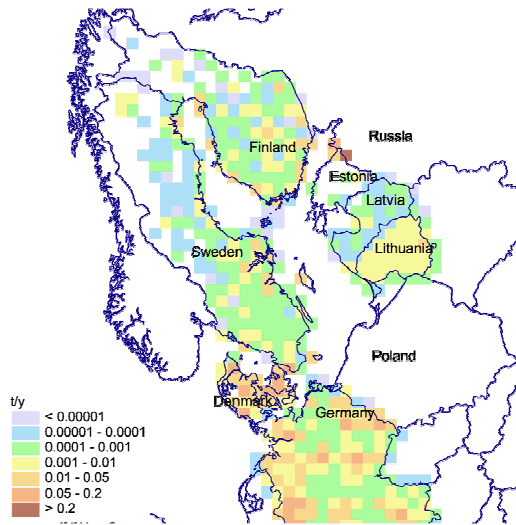 Russia
Finland
Estonia
Latvia
Sweden
Lithuania
Poland
Denmark
Germany
t/y
< 0.00001
0.00001 - 0.0001
0.0001 - 0.001
0.001 - 0.01
0.01 - 0.05
0.05 - 0.2
> 0.2